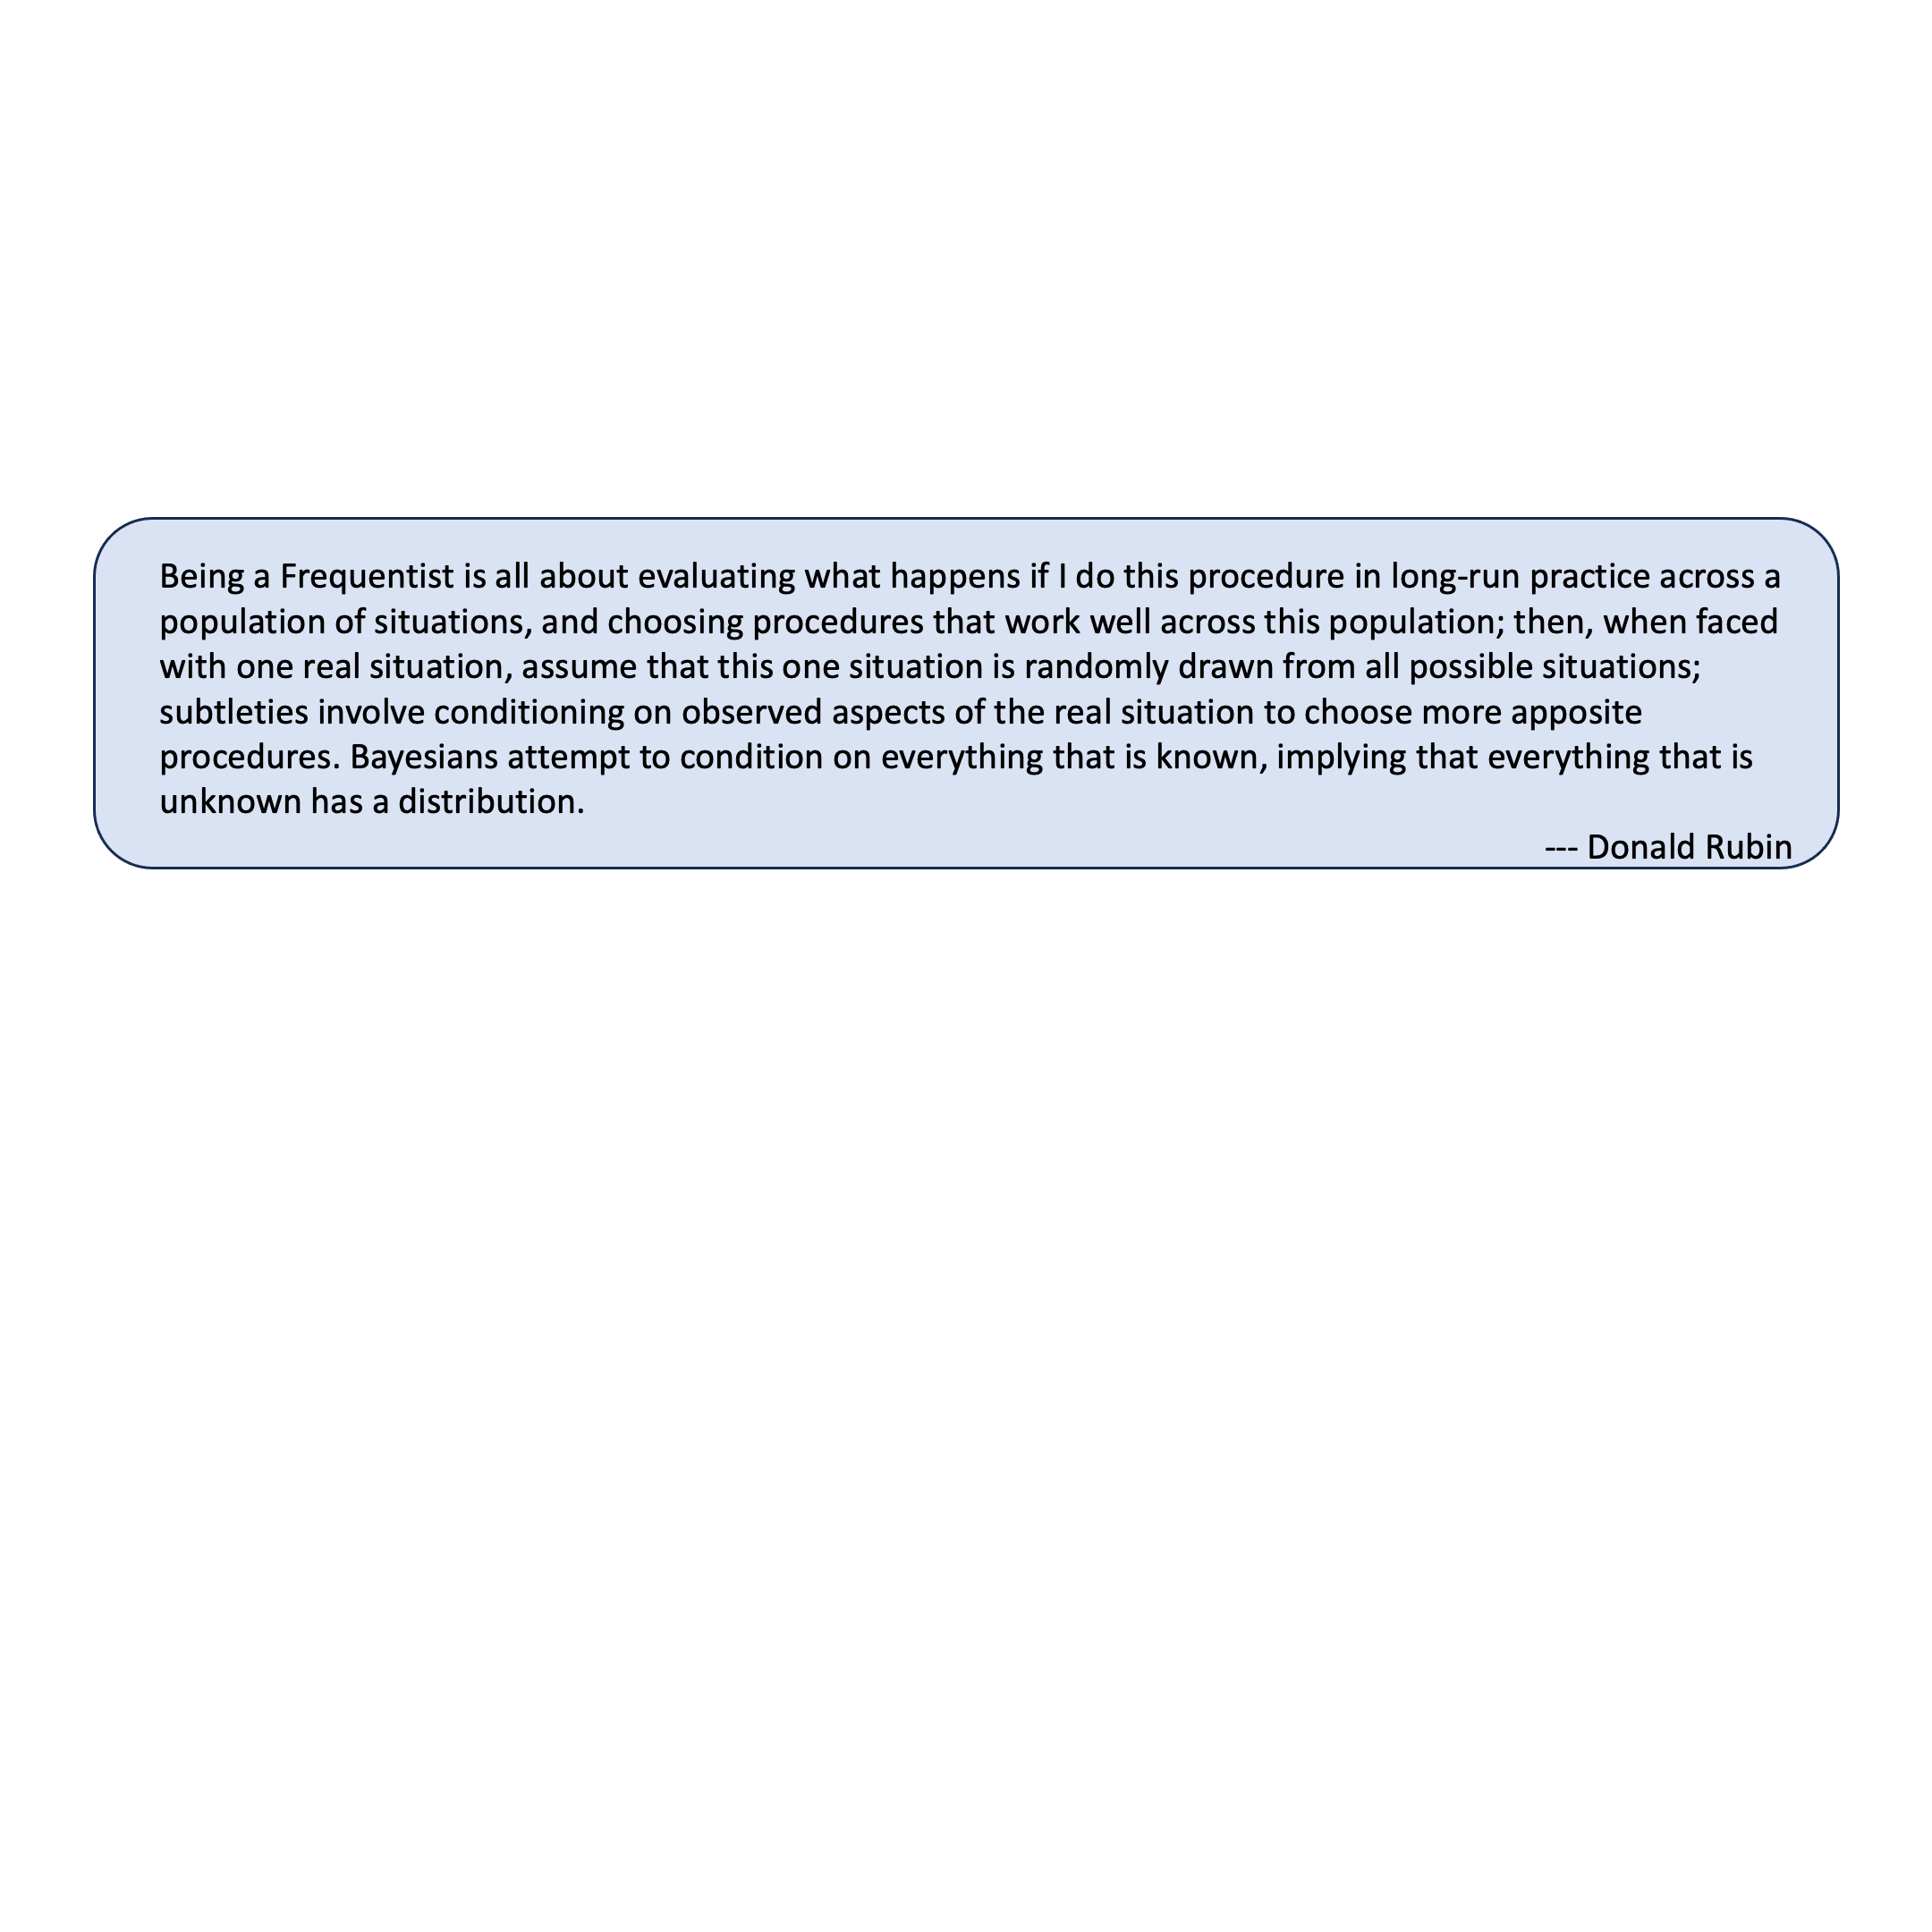 Being a Frequentist is all about evaluating what happens if I do this procedure in long-run practice across a
population of situations, and choosing procedures that work well across this population; then, when faced
with one real situation, assume that this one situation is randomly drawn from all possible situations;
subtleties involve conditioning on observed aspects of the real situation to choose more apposite
procedures. Bayesians attempt to condition on everything that is known, implying that everything that is
unknown has a distribution.
--- Donald Rubin